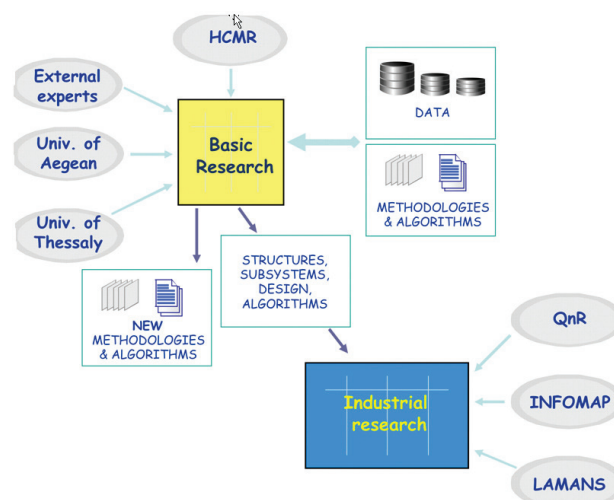 HCMR
External
experts
DATA
Univ. of
Aegean
Basic
Research
METHODOLOGIES
& ALGORITHMS
Univ. of
Thessaly
STRUCTURES,
SUBSYSTEMS,
DESIGN,
ALGORITHMS
NEW
METHODOLOGIES
& ALGORITHMS
QnR
Industrial
research
INFOMAP
LAMANS